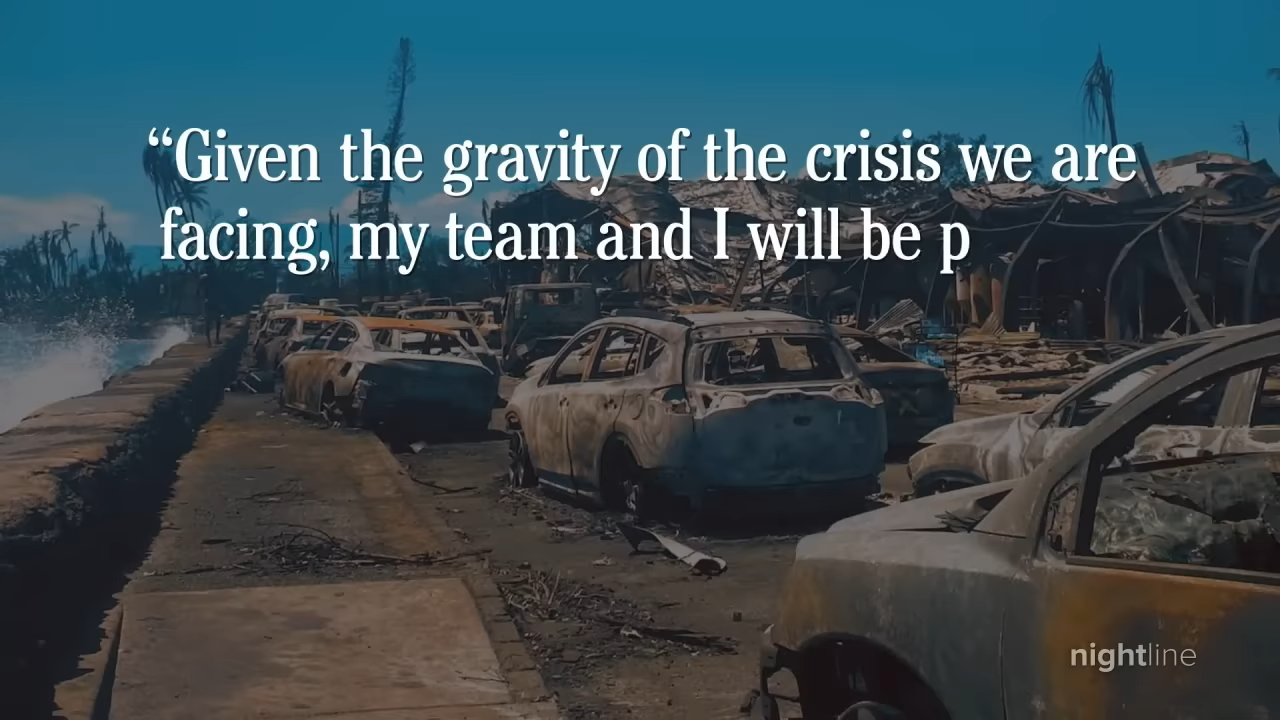 “Given the gravity of the crisis we are
facing, my team and I will be p
nightline